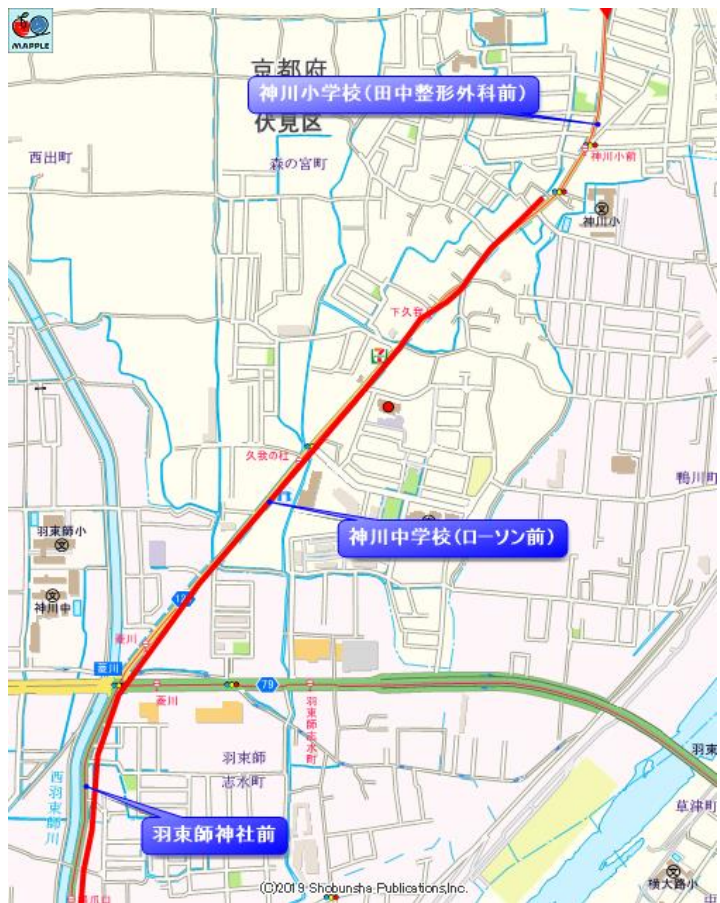 MAPPLE
京都府
神川小学校(田中整形外科前)
伏見区
西出町
森の宮町
神川小前
神川小
下久我
久我の杜
鴨川町
神川中学校(ローソン前)
羽束師小
神川中
菱川
菱川
79
菱川
羽束師志水町
羽束師
志水町
羽束
西羽束師川
草津町
羽束師神社前
横大路小
(C)2019 Shobunsha Publications,Inc.